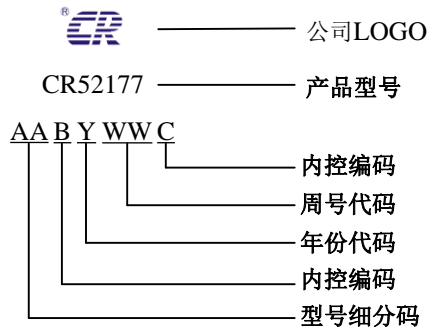 ® CR 公司LOGO
CR52177 产品型号
AA B Y WW C
内控编码
周号代码
年份代码
内控编码
型号细分码